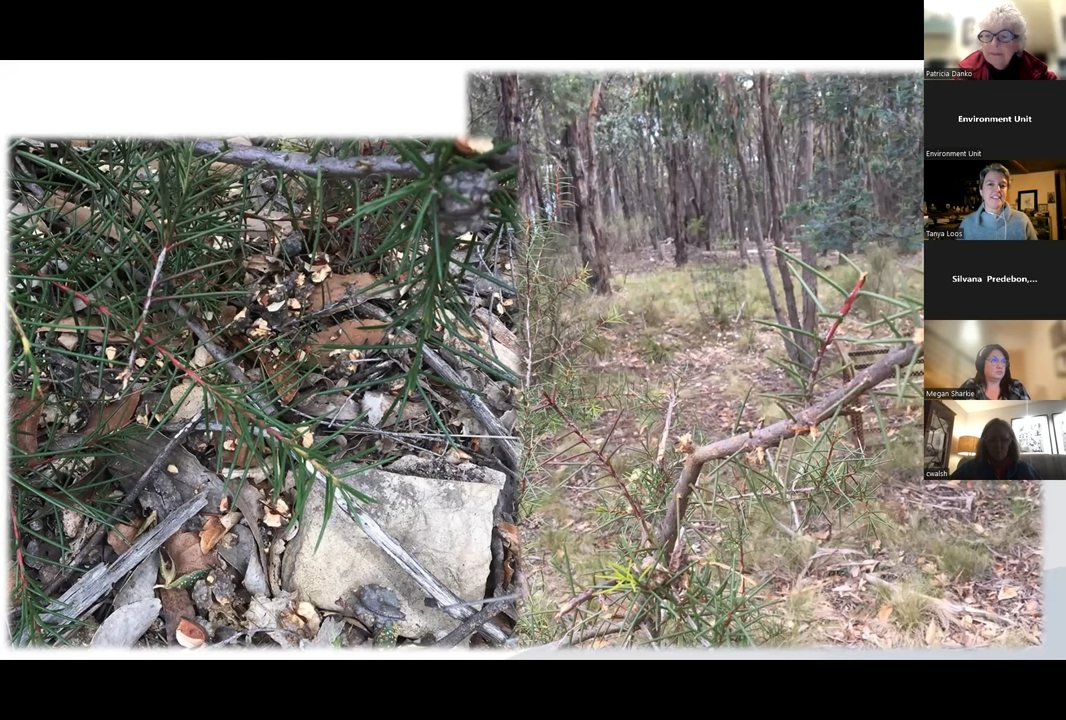 Patricia Danko
Environment Unit
Environment Unit
Tanya Loos
Silvana Predebon,...
Megan Sharkie
cwalsh